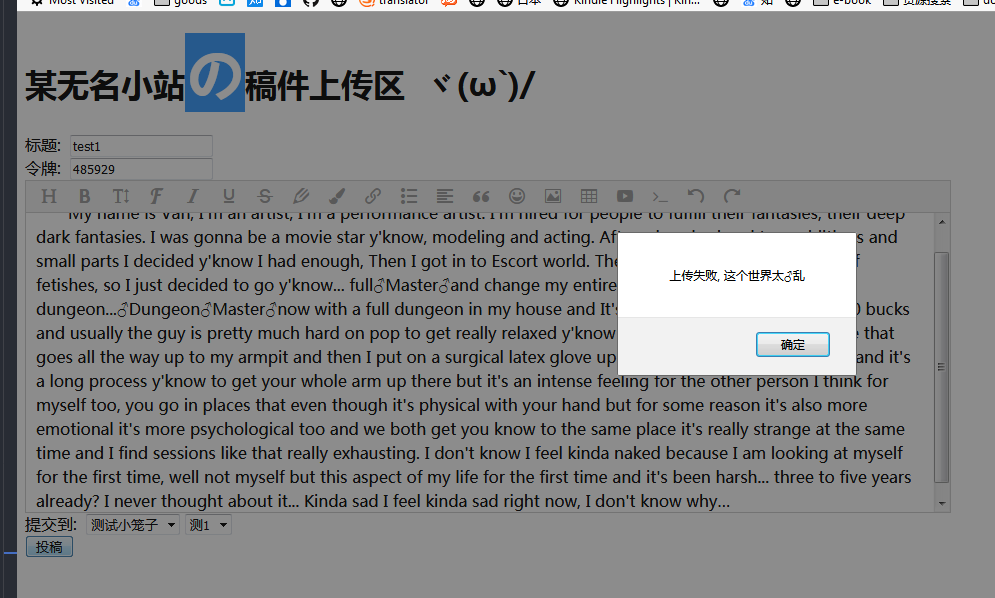 Most Visited goods translator 日本 Kindle Highlights | Kin... 知 e-book 资源搜索
某无名小站の稿件上传区 ヾ(ω`)/
标题: test1
令牌: 485929
My name is Van, I'm an artist, I'm a performance artist. I'm hired for people to fulfill their fantasies, their deep
dark fantasies. I was gonna be a movie star y'know, modeling and acting. s and
small parts I decided y'know I had enough, Then I got in to Escort world. f
fetishes, so I just decided to go y'know... full♂Master♂and change my entire
dungeon...♂Dungeon♂Master♂now with a full dungeon in my house and It's 0 bucks
and usually the guy is pretty much hard on pop to get really relaxed y'know e that
goes all the way up to my armpit and then I put on a surgical latex glove up and it's
a long process y'know to get your whole arm up there but it's an intense feeling for the other person I think for
myself too, you go in places that even though it's physical with your hand but for some reason it's also more
emotional it's more psychological too and we both get you know to the same place it's really strange at the same
time and I find sessions like that really exhausting. I don't know I feel kinda naked because I am looking at myself
for the first time, well not myself but this aspect of my life for the first time and it's been harsh... three to five years
already? I never thought about it... Kinda sad I feel kinda sad right now, I don't know why...
上传失败, 这个世界太♂乱
确定
提交到: 测试小笼子 测1
投稿